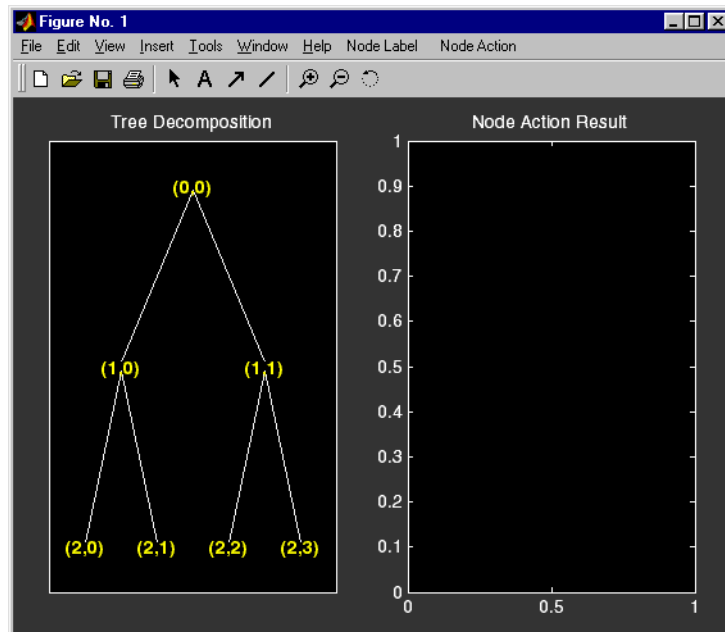 Figure No. 1
File Edit View Insert Tools Window Help Node Label Node Action
A
Tree Decomposition
(0,0)
(1,0) (1,1)
(2,0) (2,1) (2,2) (2,3)
Node Action Result
1
0.9
0.8
0.7
0.6
0.5
0.4
0.3
0.2
0.1
0
0 0.5 1